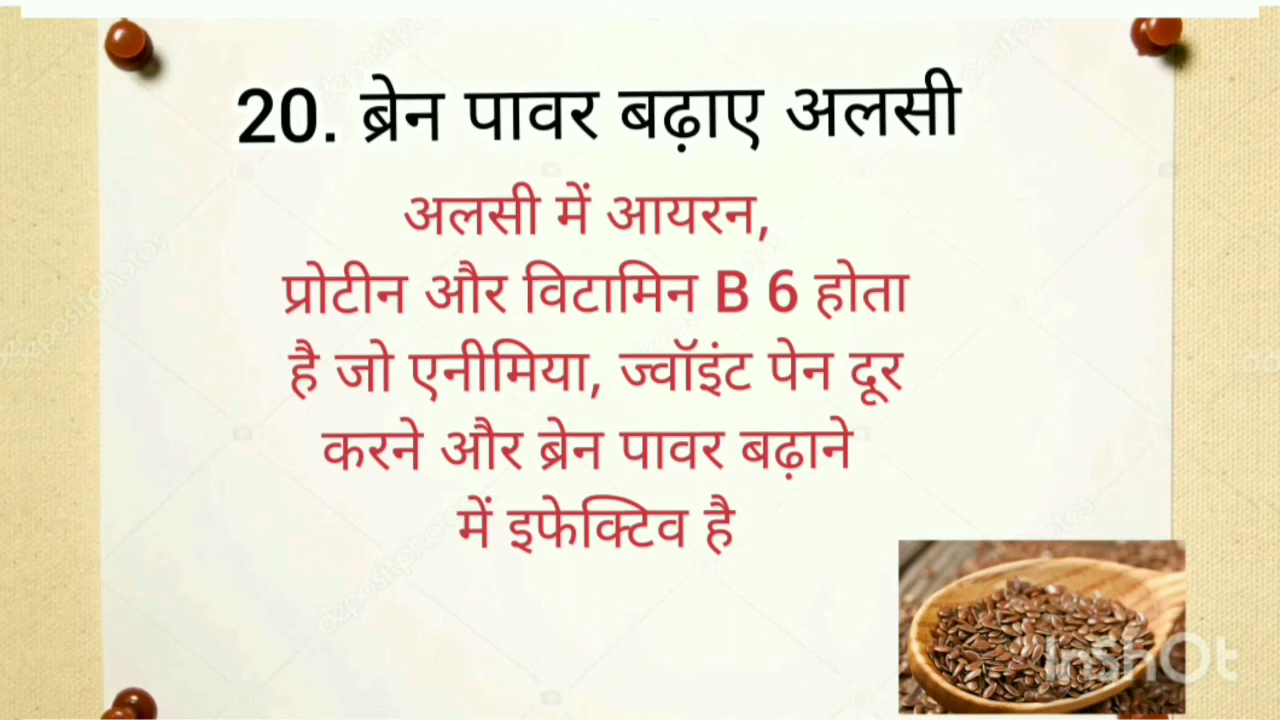 20. ब्रेन पावर बढ़ाए अलसी
अलसी में आयरन,
प्रोटीन और विटामिन B 6 होता
है जो एनीमिया, ज्वॉइंट पेन दूर
करने और ब्रेन पावर बढ़ाने
में इफेक्टिव है
InshOt